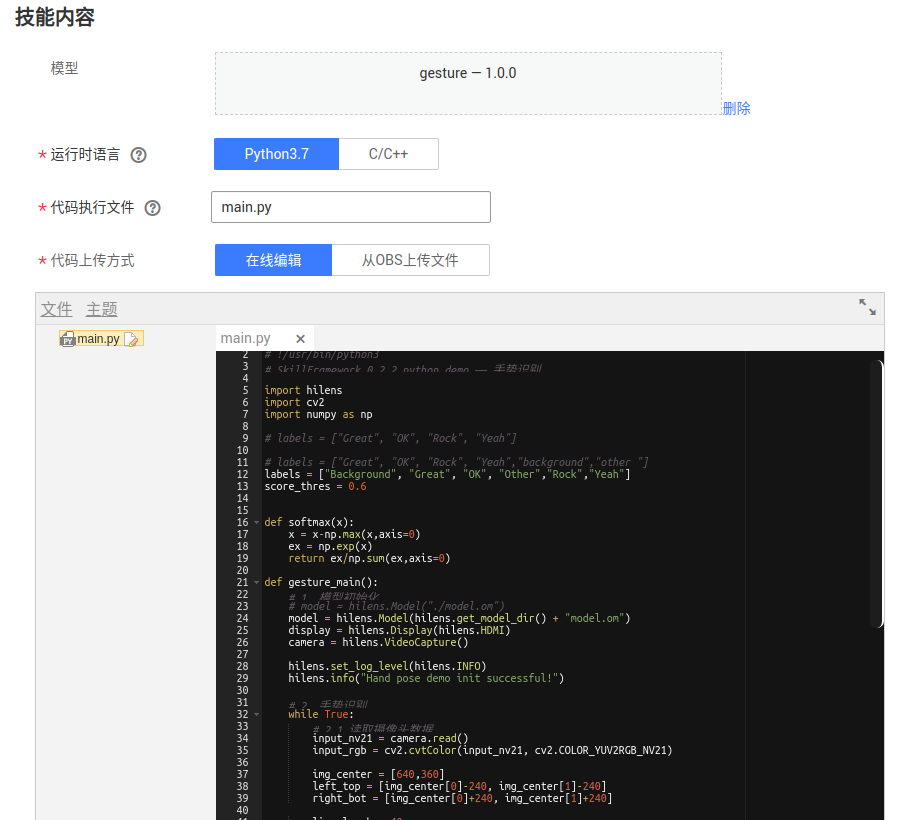 技能内容
模型
gesture — 1.0.0
删除
* 运行时语言 ? Python3.7 C/C++
* 代码执行文件 ? main.py
* 代码上传方式 在线编辑 从OBS上传文件
文件 主题
main.py
main.py ×
2 # !/usr/bin/python3
3 # SkillFramework 0.2.2 python demo —— 手势识别
4
5 import hilens
6 import cv2
7 import numpy as np
8
9 # labels = ["Great", "OK", "Rock", "Yeah"]
10
11 # labels = ["Great", "OK", "Rock", "Yeah","background","other "]
12 labels = ["Background", "Great", "OK", "Other","Rock","Yeah"]
13 score_thres = 0.6
14
15
16 def softmax(x):
17 x = x-np.max(x,axis=0)
18 ex = np.exp(x)
19 return ex/np.sum(ex,axis=0)
20
21 def gesture_main():
22 # 1. 模型初始化
23 # model = hilens.Model("./model.om")
24 model = hilens.Model(hilens.get_model_dir() + "model.om")
25 display = hilens.Display(hilens.HDMI)
26 camera = hilens.VideoCapture()
27
28 hilens.set_log_level(hilens.INFO)
29 hilens.info("Hand pose demo init successful!")
30
31 # 2. 手势识别
32 while True:
33 # 2.1 读取摄像头数据
34 input_nv21 = camera.read()
35 input_rgb = cv2.cvtColor(input_nv21, cv2.COLOR_YUV2RGB_NV21)
36
37 img_center = [640,360]
38 left_top = [img_center[0]-240, img_center[1]-240]
39 right_bot = [img_center[0]+240, img_center[1]+240]
40